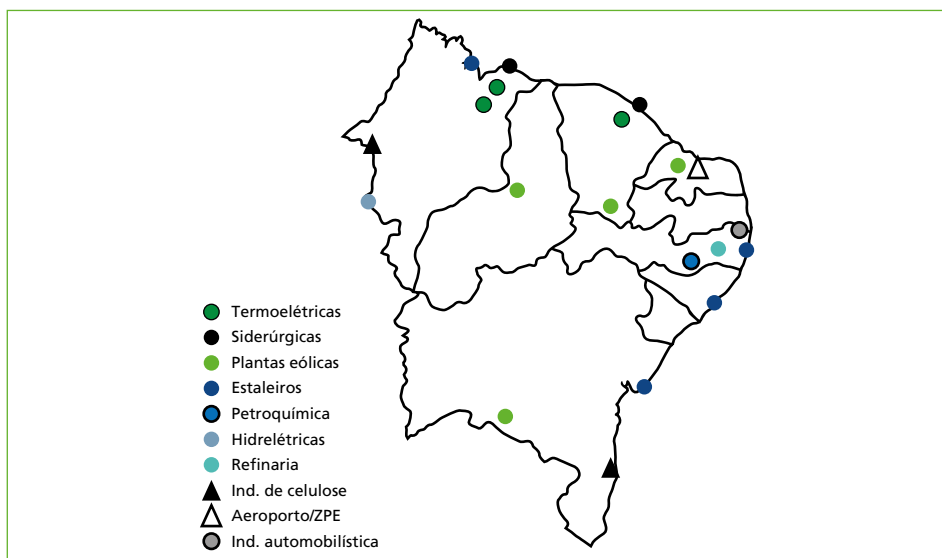 Termoelétricas
Siderúrgicas
Plantas eólicas
Estaleiros
Petroquímica
Hidrelétricas
Refinaria
Ind. de celulose
Aeroporto/ZPE
Ind. automobilística